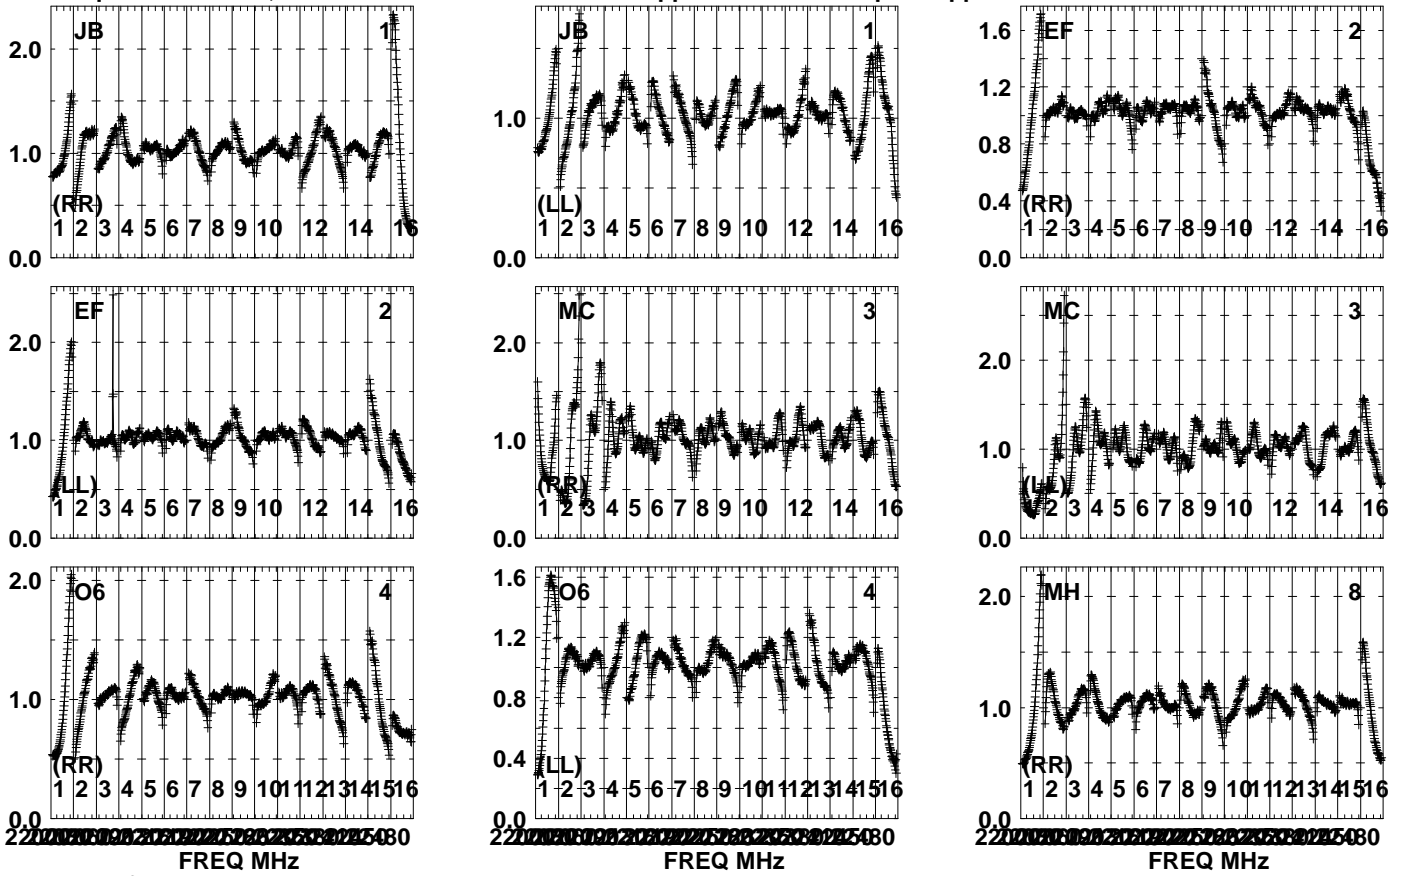 JB 1
2.0
1.0
(RR)
1 2 3 4 5 6 7 8 9 10 12 14 16
0.0
JB 1
1.0
(LL)
1 2 3 4 5 6 7 8 9 10 12 14 16
0.0
EF 2
1.6
1.2
0.8
0.4
(RR)
1 2 3 4 5 6 7 8 9 10 12 14 16
0.0
EF 2
2.0
1.0
(LL)
1 2 3 4 5 6 7 8 9 10 12 14 16
0.0
MC 3
2.0
1.0
(RR)
1 2 3 4 5 6 7 8 9 10 12 14 16
0.0
MC 3
2.0
1.0
(LL)
1 2 3 4 5 6 7 8 9 10 12 14 16
0.0
O6 4
2.0
1.0
(RR)
1 2 3 4 5 6 7 8 9 10 11 12 13 14 15 16
0.0
FREQ MHz
O6 4
1.6
1.2
0.8
0.4
(LL)
1 2 3 4 5 6 7 8 9 10 11 12 13 14 15 16
0.0
FREQ MHz
MH 8
2.0
1.0
(RR)
1 2 3 4 5 6 7 8 9 10 11 12 13 14 15 16
0.0
FREQ MHz